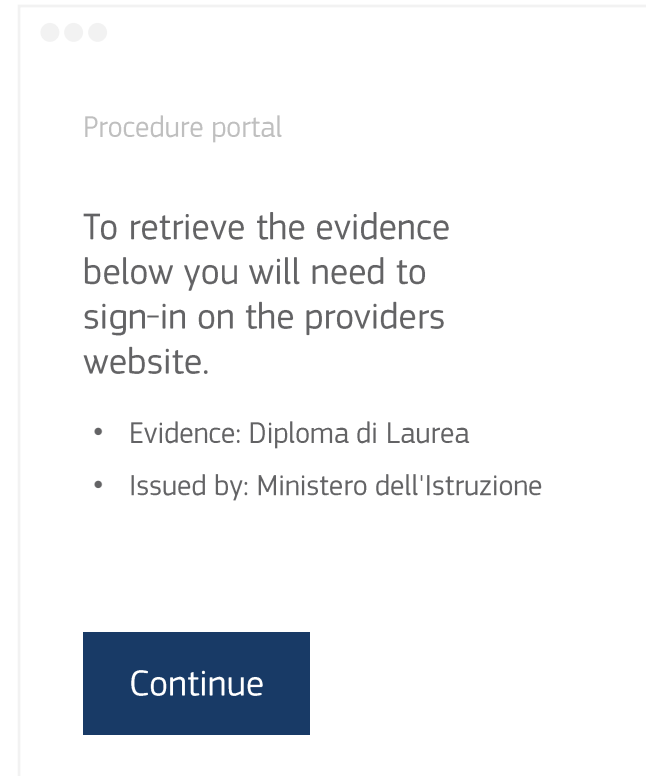 Procedure portal
To retrieve the evidence
below you will need to
sign-in on the providers
website.
• Evidence: Diploma di Laurea
• Issued by: Ministero dell'Istruzione
Continue